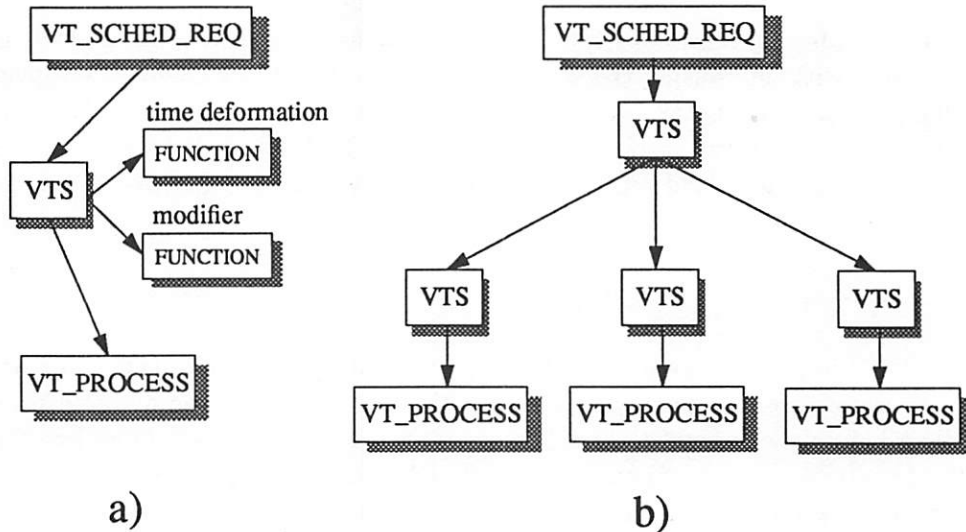 VT_SCHED_REQ
time deformation
FUNCTION
VTS
modifier
FUNCTION
VT_PROCESS
a)
VT_SCHED_REQ
VTS
VTS
VTS
VTS
VT_PROCESS
VT_PROCESS
VT_PROCESS
b)